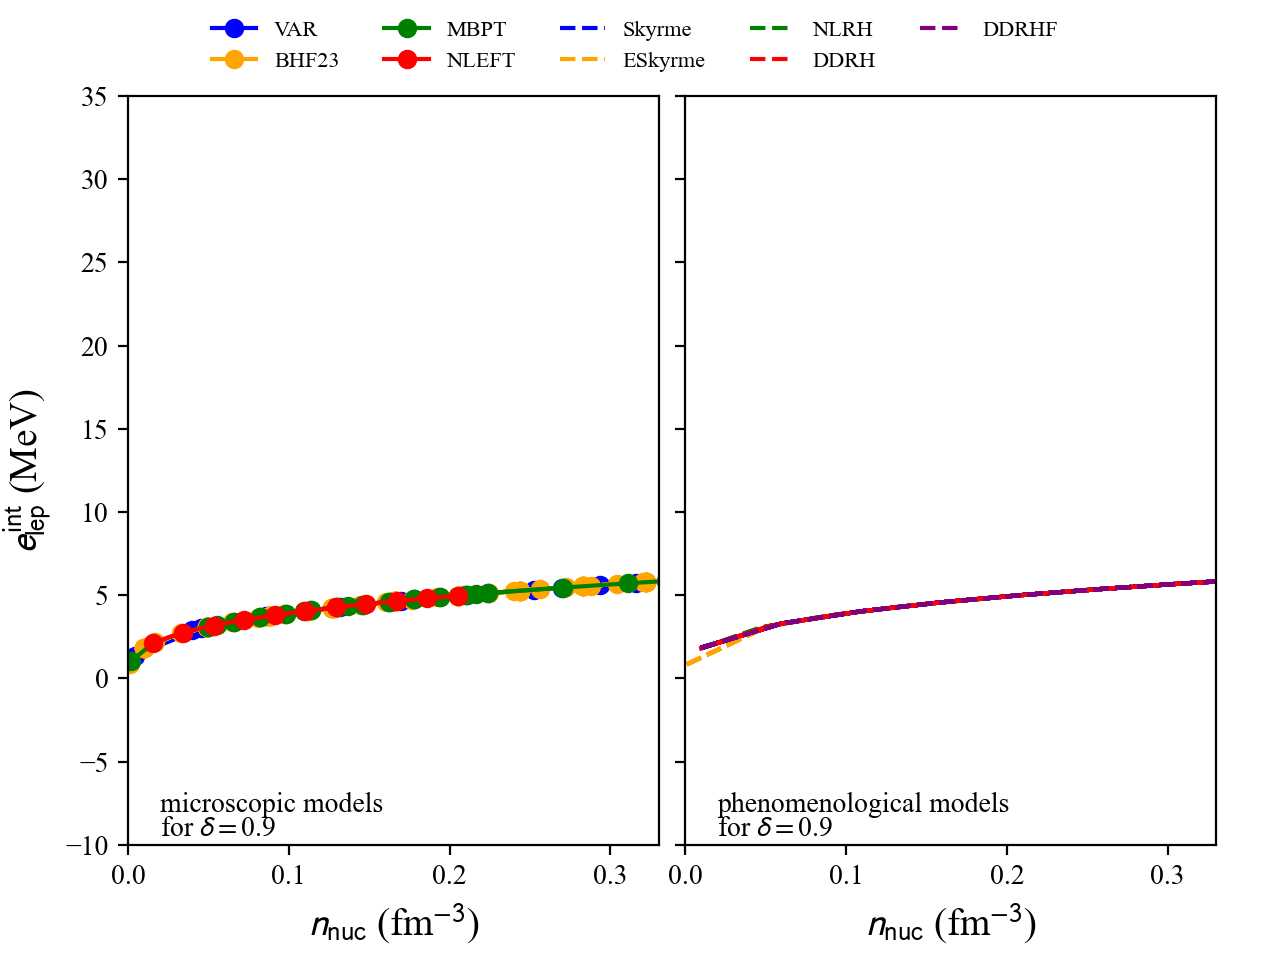 VAR MBPT Skyrme NLRH DDRHF
BHF23 NLEFT ESkyrme DDRH
35
30
25
20
15
10
5
0
−5
−10
e_lep^int (MeV)
microscopic models
for δ = 0.9
phenomenological models
for δ = 0.9
0.0 0.1 0.2 0.3 0.0 0.1 0.2 0.3
n_nuc (fm⁻³) n_nuc (fm⁻³)